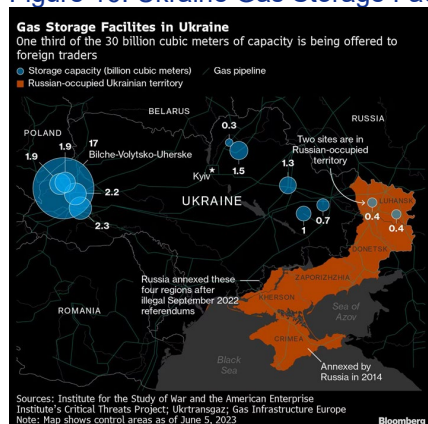 Gas Storage Facilites in Ukraine
One third of the 30 billion cubic meters of capacity is being offered to
foreign traders
Storage capacity (billion cubic meters) Gas pipeline
Russian-occupied Ukrainian territory
BELARUS
RUSSIA
POLAND
0.3
Two sites are in
Russian-occupied
territory
1.9
17
Bilche-Volytsko-Uherske
1.9
Kyiv
1.5
1.3
UKRAINE
2.2
2.3
1
0.7
LUHANSK
0.4
0.4
DONETSK
Russia annexed these
four regions after
illegal September 2022
referendums
ZAPORIZHZHIA
KHERSON
Sea of
Azov
ROMANIA
CRIMEA
Black
Sea
Annexed by
Russia in 2014
Sources: Institute for the Study of War and the American Enterprise
Institute's Critical Threats Project; Ukrtransgaz; Gas Infrastructure Europe
Note: Map shows control areas as of June 5, 2023
Bloomberg